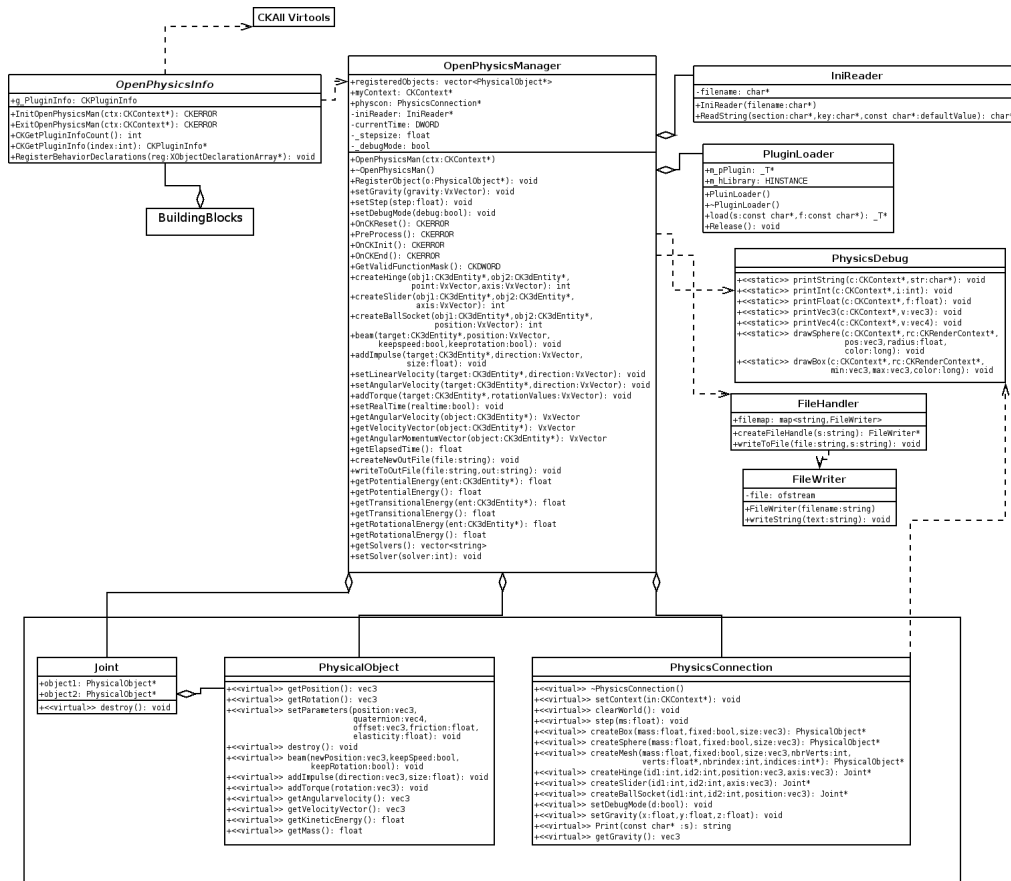 CKAll Virtools
OpenPhysicsInfo
+g_PluginInfo: CKPluginInfo
+InitOpenPhysicsMan(ctx:CKContext*): CKERROR
+ExitOpenPhysicsMan(ctx:CKContext*): CKERROR
+CKGetPluginInfoCount(): int
+CKGetPluginInfo(index:int): CKPluginInfo*
+RegisterBehaviorDeclarations(reg:XObjectDeclarationArray*): void
BuildingBlocks
OpenPhysicsManager
+registeredObjects: vector<PhysicalObject*>
+myContext: CKContext*
+physcon: PhysicsConnection*
-iniReader: IniReader*
-currentTime: DWORD
-_stepsize: float
-_debugMode: bool
+OpenPhysicsMan(ctx:CKContext*)
+~OpenPhysicsMan()
+RegisterObject(o:PhysicalObject*): void
+setGravity(gravity:VxVector): void
+setStep(step:float): void
+setDebugMode(debug:bool): void
+OnCKReset(): CKERROR
+PreProcess(): CKERROR
+OnCKInit(): CKERROR
+OnCKEnd(): CKERROR
+GetValidFunctionMask(): CKDWORD
+createHinge(obj1:CK3dEntity*,obj2:CK3dEntity*,
point:VxVector,axis:VxVector): int
+createSlider(obj1:CK3dEntity*,obj2:CK3dEntity*,
axis:VxVector): int
+createBallSocket(obj1:CK3dEntity*,obj2:CK3dEntity*,
position:VxVector): int
+beam(target:CK3dEntity*,position:VxVector,
keepspeed:bool,keeprotation:bool): void
+addImpulse(target:CK3dEntity*,direction:VxVector,
size:float): void
+setLinearVelocity(target:CK3dEntity*,direction:VxVector): void
+setAngularVelocity(target:CK3dEntity*,direction:VxVector): void
+addTorque(target:CK3dEntity*,rotationValues:VxVector): void
+setRealTime(realtime:bool): void
+getAngularVelocity(object:CK3dEntity*): VxVector
+getVelocityVector(object:CK3dEntity*): VxVector
+getAngularMomentumVector(object:CK3dEntity*): VxVector
+getElapsedTime(): float
+createNewOutFile(file:string): void
+writeToOutFile(file:string,out:string): void
+getPotentialEnergy(ent:CK3dEntity*): float
+getPotentialEnergy(): float
+getTransitionalEnergy(ent:CK3dEntity*): float
+getTransitionalEnergy(): float
+getRotationalEnergy(ent:CK3dEntity*): float
+getRotationalEnergy(): float
+getSolvers(): vector<string>
+setSolver(solver:int): void
IniReader
-filename: char*
+IniReader(filename:char*)
+ReadString(section:char*,key:char*,const char*:defaultValue): char*
PluginLoader
+m_pPlugin: _T*
+m_hLibrary: HINSTANCE
+PluinLoader()
+~PluginLoader()
+load(s:const char*,f:const char*): _T*
+Release(): void
PhysicsDebug
+<<static>> printString(c:CKContext*,str:char*): void
+<<static>> printInt(c:CKContext*,i:int): void
+<<static>> printFloat(c:CKContext*,f:float): void
+<<static>> printVec3(c:CKContext*,v:vec3): void
+<<static>> printVec4(c:CKContext*,v:vec4): void
+<<static>> drawSphere(c:CKContext*,rc:CKRenderContext*,
pos:vec3,radius:float,
color:long): void
+<<static>> drawBox(c:CKContext*,rc:CKRenderContext*,
min:vec3,max:vec3,color:long): void
FileHandler
+filemap: map<string,FileWriter>
+createFileHandle(s:string): FileWriter*
+writeToFile(file:string,s:string): void
FileWriter
-file: ofstream
+FileWriter(filename:string)
+writeString(text:string): void
Joint
+object1: PhysicalObject*
+object2: PhysicalObject*
+<<virtual>> destroy(): void
PhysicalObject
+<<virtual>> getPosition(): vec3
+<<virtual>> getRotation(): vec3
+<<virtual>> setParameters(position:vec3,
quaternion:vec4,
offset:vec3,friction:float,
elasticity:float): void
+<<virtual>> destroy(): void
+<<virtual>> beam(newPosition:vec3,keepSpeed:bool,
keepRotation:bool): void
+<<virtual>> addImpulse(direction:vec3,size:float): void
+<<virtual>> addTorque(rotation:vec3): void
+<<virtual>> getAngularvelocity(): vec3
+<<virtual>> getVelocityVector(): vec3
+<<virtual>> getKineticEnergy(): float
+<<virtual>> getMass(): float
PhysicsConnection
+<<virtual>> ~PhysicsConnection()
+<<virtual>> setContext(in:CKContext*): void
+<<virtual>> clearWorld(): void
+<<virtual>> step(ms:float): void
+<<virtual>> createBox(mass:float,fixed:bool,size:vec3): PhysicalObject*
+<<virtual>> createSphere(mass:float,fixed:bool,size:vec3): PhysicalObject*
+<<virtual>> createMesh(mass:float,fixed:bool,size:vec3,nbrVerts:int,
verts:float*,nbrindex:int,indices:int*): PhysicalObject*
+<<virtual>> createHinge(id1:int,id2:int,position:vec3,axis:vec3): Joint*
+<<virtual>> createSlider(id1:int,id2:int,axis:vec3): Joint*
+<<virtual>> createBallSocket(id1:int,id2:int,position:vec3): Joint*
+<<virtual>> setDebugMode(d:bool): void
+<<virtual>> setGravity(x:float,y:float,z:float): void
+<<virtual>> Print(const char* :s): string
+<<virtual>> getGravity(): vec3